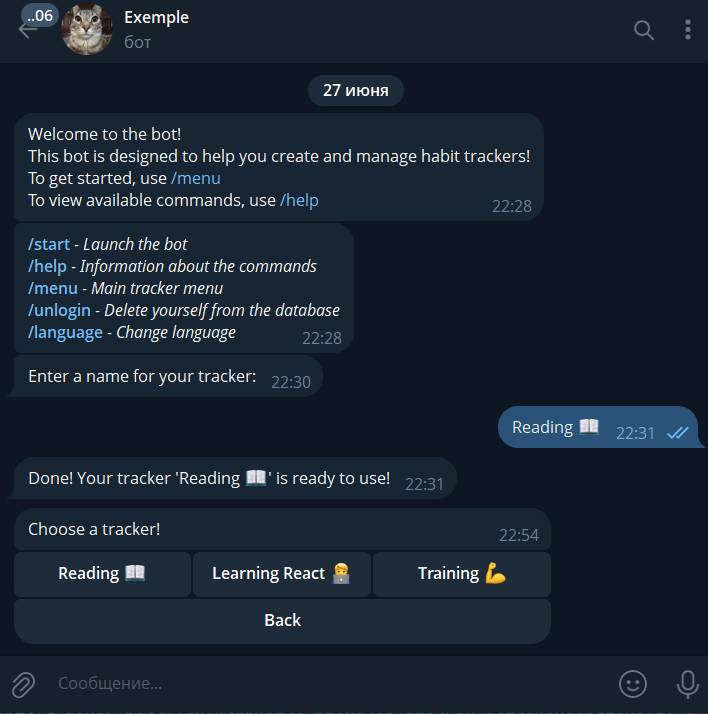 ..06
Exemple
бот
27 июня
Welcome to the bot!
This bot is designed to help you create and manage habit trackers!
To get started, use /menu
To view available commands, use /help
22:28
/start - Launch the bot
/help - Information about the commands
/menu - Main tracker menu
/unlogin - Delete yourself from the database
/language - Change language
22:28
Enter a name for your tracker: 22:30
Reading 📖 22:31
Done! Your tracker 'Reading 📖' is ready to use! 22:31
Choose a tracker!
22:54
Reading 📖 Learning React 👨‍💻 Training 💪
Back
Сообщение...